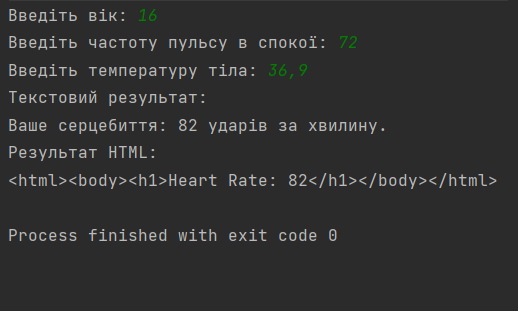 Введіть вік: 16
Введіть частоту пульсу в спокої: 72
Введіть температуру тіла: 36,9
Текстовий результат:
Ваше серцебиття: 82 ударів за хвилину.
Результат HTML:
<html><body><h1>Heart Rate: 82</h1></body></html>
Process finished with exit code 0